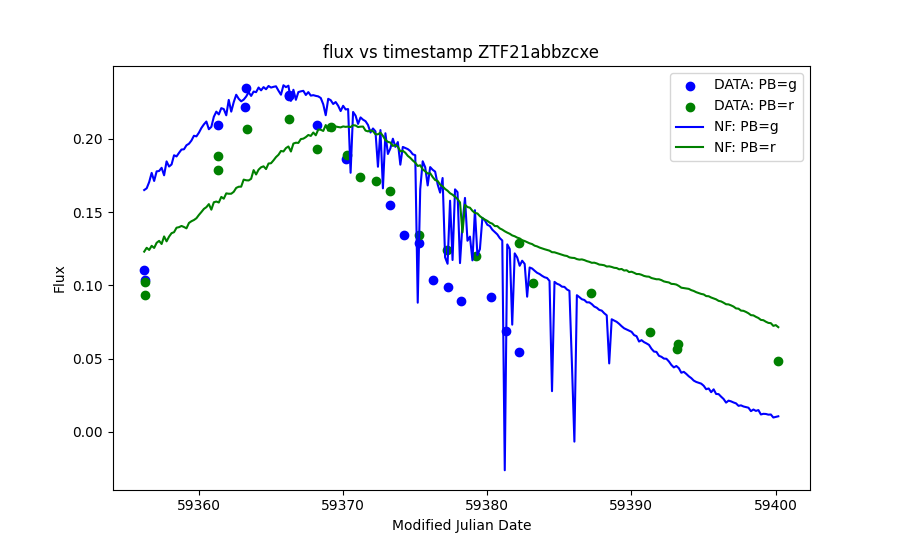 flux vs timestamp ZTF21abbzcxe
DATA: PB=g
DATA: PB=r
NF: PB=g
NF: PB=r
Flux
0.20
0.15
0.10
0.05
0.00
59360
59370
59380
59390
59400
Modified Julian Date